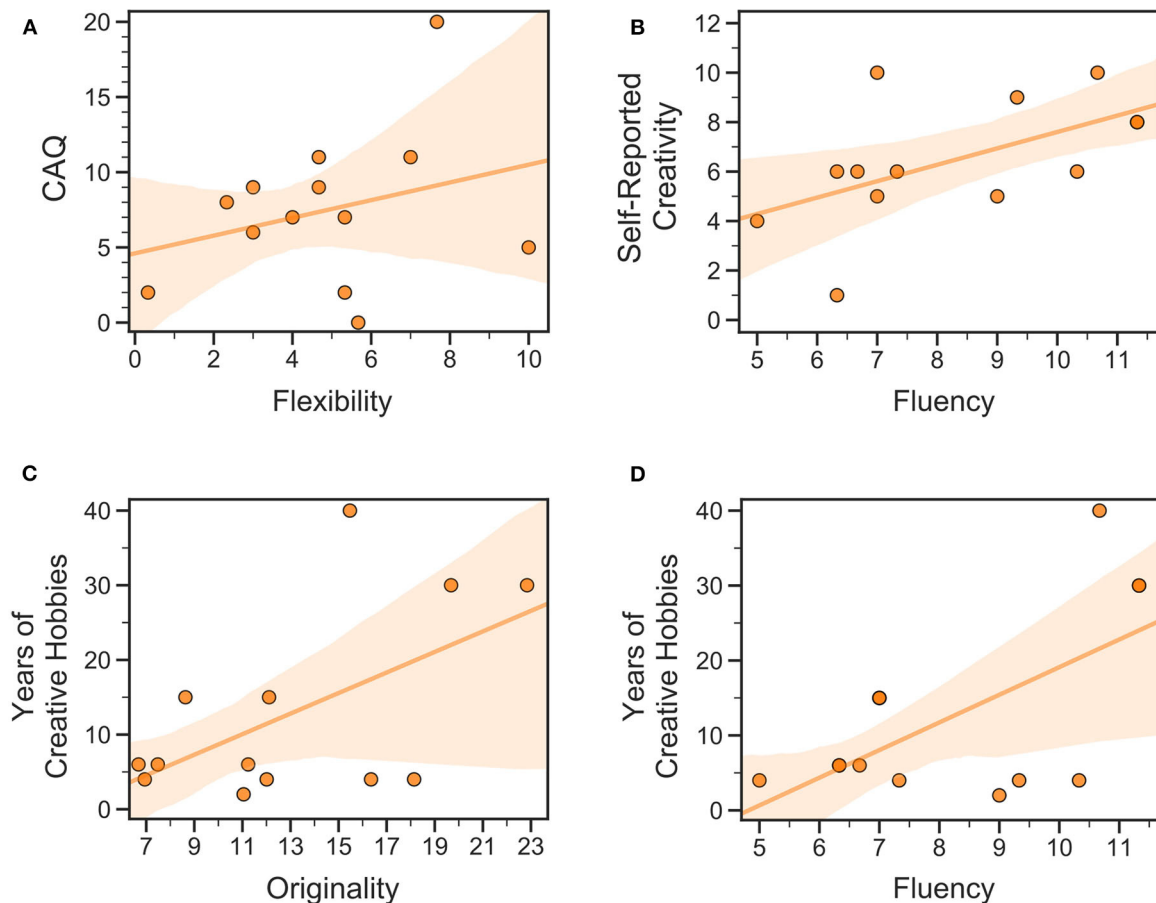 A
CAQ
20
15
10
5
0
0 2 4 6 8 10
Flexibility
B
Self-Reported
Creativity
12
10
8
6
4
2
0
5 6 7 8 9 10 11
Fluency
C
Years of
Creative Hobbies
40
30
20
10
0
7 9 11 13 15 17 19 21 23
Originality
D
Years of
Creative Hobbies
40
30
20
10
0
5 6 7 8 9 10 11
Fluency